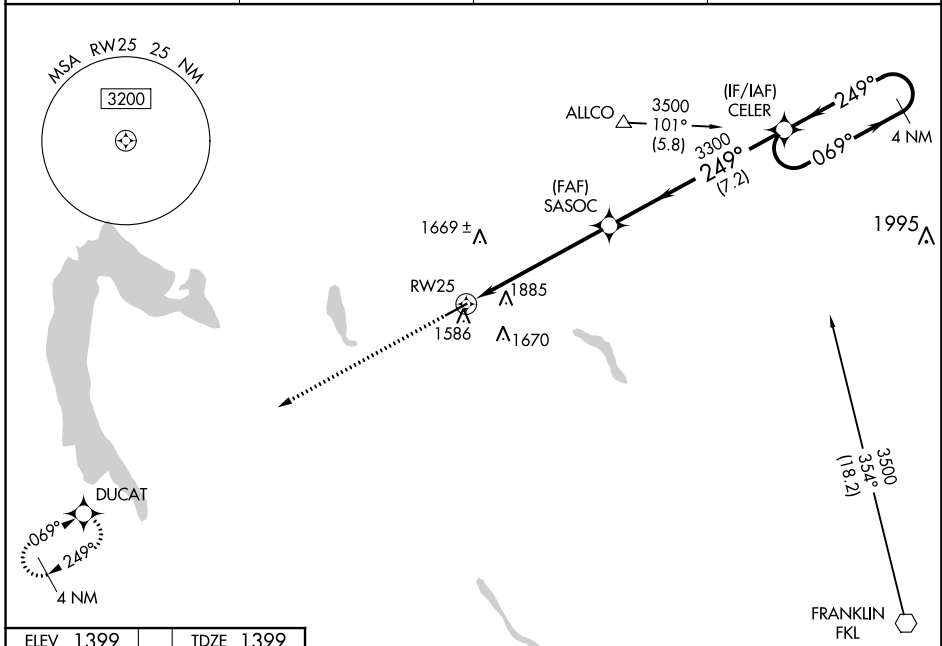 MSA RW25 25 NM
3200
(IF/IAF)
CELER
249°
069°
4 NM
ALLCO
3500
101°
(5.8)
3300
249°
(7.2)
(FAF)
SASOC
1669 ±
1995
RW25
1885
1586
1670
3500
354°
(18.2)
DUCAT
069°
249°
4 NM
FRANKLIN
FKL
ELEV 1399
TDZE 1399